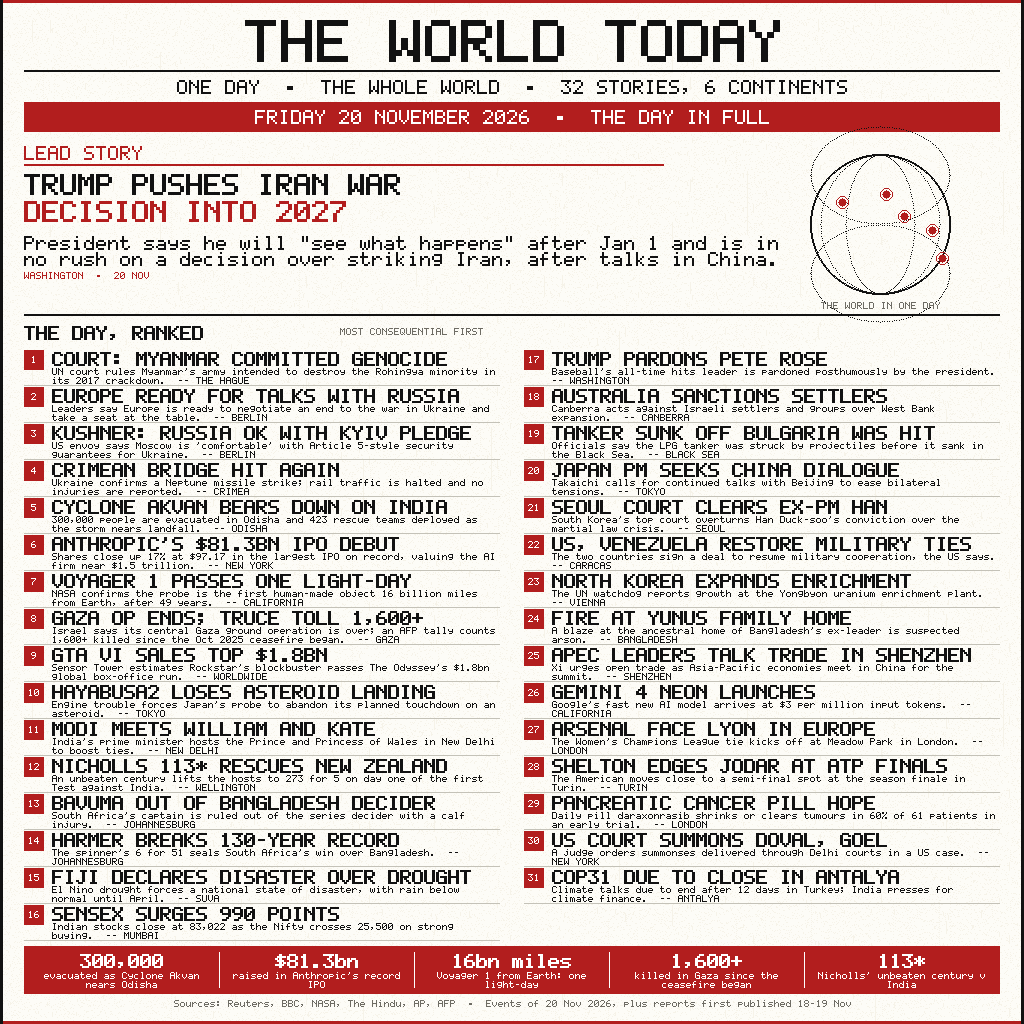 THE WORLD TODAY
ONE DAY ▪ THE WHOLE WORLD ▪ 32 STORIES, 6 CONTINENTS
FRIDAY 20 NOVEMBER 2026 ▪ THE DAY IN FULL
LEAD STORY
TRUMP PUSHES IRAN WAR
DECISION INTO 2027
President says he will "see what happens" after Jan 1 and is in
no rush on a decision over striking Iran, after talks in China.
WASHINGTON ▪ 20 NOV
THE WORLD IN ONE DAY
THE DAY, RANKED
MOST CONSEQUENTIAL FIRST
1 COURT: MYANMAR COMMITTED GENOCIDE
UN court rules Myanmar's army intended to destroy the Rohingya minority in
its 2017 crackdown. -- THE HAGUE
2 EUROPE READY FOR TALKS WITH RUSSIA
Leaders say Europe is ready to negotiate an end to the war in Ukraine and
take a seat at the table. -- BERLIN
3 KUSHNER: RUSSIA OK WITH KYIV PLEDGE
US envoy says Moscow is 'comfortable' with Article 5-style security
guarantees for Ukraine. -- BERLIN
4 CRIMEAN BRIDGE HIT AGAIN
Ukraine confirms a Neptune missile strike; rail traffic is halted and no
injuries are reported. -- CRIMEA
5 CYCLONE AKVAN BEARS DOWN ON INDIA
300,000 people are evacuated in Odisha and 423 rescue teams deployed as
the storm nears landfall. -- ODISHA
6 ANTHROPIC'S $81.3BN IPO DEBUT
Shares close up 17% at $97.17 in the largest IPO on record, valuing the AI
firm near $1.5 trillion. -- NEW YORK
7 VOYAGER 1 PASSES ONE LIGHT-DAY
NASA confirms the probe is the first human-made object 16 billion miles
from Earth, after 49 years. -- CALIFORNIA
8 GAZA OP ENDS; TRUCE TOLL 1,600+
Israel says its central Gaza ground operation is over; an AFP tally counts
1,600+ killed since the Oct 2025 ceasefire began. -- GAZA
9 GTA VI SALES TOP $1.8BN
Sensor Tower estimates Rockstar's blockbuster passes The Odyssey's $1.8bn
global box-office run. -- WORLDWIDE
10 HAYABUSA2 LOSES ASTEROID LANDING
Engine trouble forces Japan's probe to abandon its planned touchdown on an
asteroid. -- TOKYO
11 MODI MEETS WILLIAM AND KATE
India's prime minister hosts the Prince and Princess of Wales in New Delhi
to boost ties. -- NEW DELHI
12 NICHOLLS 113* RESCUES NEW ZEALAND
An unbeaten century lifts the hosts to 273 for 5 on day one of the first
Test against India. -- WELLINGTON
13 BAVUMA OUT OF BANGLADESH DECIDER
South Africa's captain is ruled out of the series decider with a calf
injury. -- JOHANNESBURG
14 HARMER BREAKS 130-YEAR RECORD
The spinner's 6 for 51 seals South Africa's win over Bangladesh. --
JOHANNESBURG
15 FIJI DECLARES DISASTER OVER DROUGHT
El Nino drought forces a national state of disaster, with rain below
normal until April. -- SUVA
16 SENSEX SURGES 990 POINTS
Indian stocks close at 83,022 as the Nifty crosses 25,500 on strong
buying. -- MUMBAI
17 TRUMP PARDONS PETE ROSE
Baseball's all-time hits leader is pardoned posthumously by the president.
-- WASHINGTON
18 AUSTRALIA SANCTIONS SETTLERS
Canberra acts against Israeli settlers and groups over West Bank
expansion. -- CANBERRA
19 TANKER SUNK OFF BULGARIA WAS HIT
Officials say the LPG tanker was struck by projectiles before it sank in
the Black Sea. -- BLACK SEA
20 JAPAN PM SEEKS CHINA DIALOGUE
Takaichi calls for continued talks with Beijing to ease bilateral
tensions. -- TOKYO
21 SEOUL COURT CLEARS EX-PM HAN
South Korea's top court overturns Han Duck-soo's conviction over the
martial law crisis. -- SEOUL
22 US, VENEZUELA RESTORE MILITARY TIES
The two countries sign a deal to resume military cooperation, the US says.
-- CARACAS
23 NORTH KOREA EXPANDS ENRICHMENT
The UN watchdog reports growth at the Yongbyon uranium enrichment plant.
-- VIENNA
24 FIRE AT YUNUS FAMILY HOME
A blaze at the ancestral home of Bangladesh's ex-leader is suspected
arson. -- BANGLADESH
25 APEC LEADERS TALK TRADE IN SHENZHEN
Xi urges open trade as Asia-Pacific economies meet in China for the
summit. -- SHENZHEN
26 GEMINI 4 NEON LAUNCHES
Google's fast new AI model arrives at $3 per million input tokens. --
CALIFORNIA
27 ARSENAL FACE LYON IN EUROPE
The Women's Champions League tie kicks off at Meadow Park in London. --
LONDON
28 SHELTON EDGES JODAR AT ATP FINALS
The American moves close to a semi-final spot at the season finale in
Turin. -- TURIN
29 PANCREATIC CANCER PILL HOPE
Daily pill daraxonrasib shrinks or clears tumours in 60% of 61 patients in
an early trial. -- LONDON
30 US COURT SUMMONS DOVAL, GOEL
A judge orders summonses delivered through Delhi courts in a US case. --
NEW YORK
31 COP31 DUE TO CLOSE IN ANTALYA
Climate talks due to end after 12 days in Turkey; India presses for
climate finance. -- ANTALYA
300,000
evacuated as Cyclone Akvan
nears Odisha
$81.3bn
raised in Anthropic's record
IPO
16bn miles
Voyager 1 from Earth: one
light-day
1,600+
killed in Gaza since the
ceasefire began
113*
Nicholls' unbeaten century v
India
Sources: Reuters, BBC, NASA, The Hindu, AP, AFP ▪ Events of 20 Nov 2026, plus reports first published 18-19 Nov